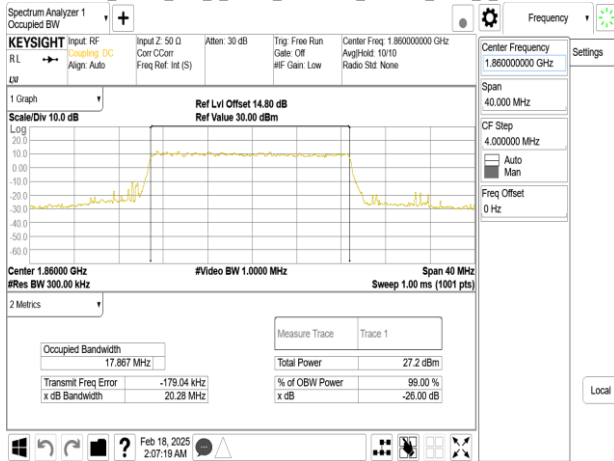 Spectrum Analyzer 1
Occupied BW
+
Frequency
KEYSIGHT
RL
LXI
Input: RF
Coupling: DC
Align: Auto
Input Z: 50 Ω
Corr CCorr
Freq Ref: Int (S)
Atten: 30 dB
Trig: Free Run
Gate: Off
#IF Gain: Low
Center Freq: 1.860000000 GHz
Avg|Hold: 10/10
Radio Std: None
Center Frequency
1.860000000 GHz
Settings
Span
40.000 MHz
CF Step
4.000000 MHz
Auto
Man
Freq Offset
0 Hz
Local
1 Graph
Scale/Div 10.0 dB
Ref Lvl Offset 14.80 dB
Ref Value 30.00 dBm
Log
20.0
10.0
0.00
-10.0
-20.0
-30.0
-40.0
-50.0
-60.0
Center 1.86000 GHz
#Video BW 1.0000 MHz
Span 40 MHz
#Res BW 300.00 kHz
Sweep 1.00 ms (1001 pts)
2 Metrics
Measure Trace
Trace 1
Occupied Bandwidth
17.867 MHz
Total Power
27.2 dBm
Transmit Freq Error
-179.04 kHz
% of OBW Power
99.00 %
x dB Bandwidth
20.28 MHz
x dB
-26.00 dB
?
Feb 18, 2025
2:07:19 AM